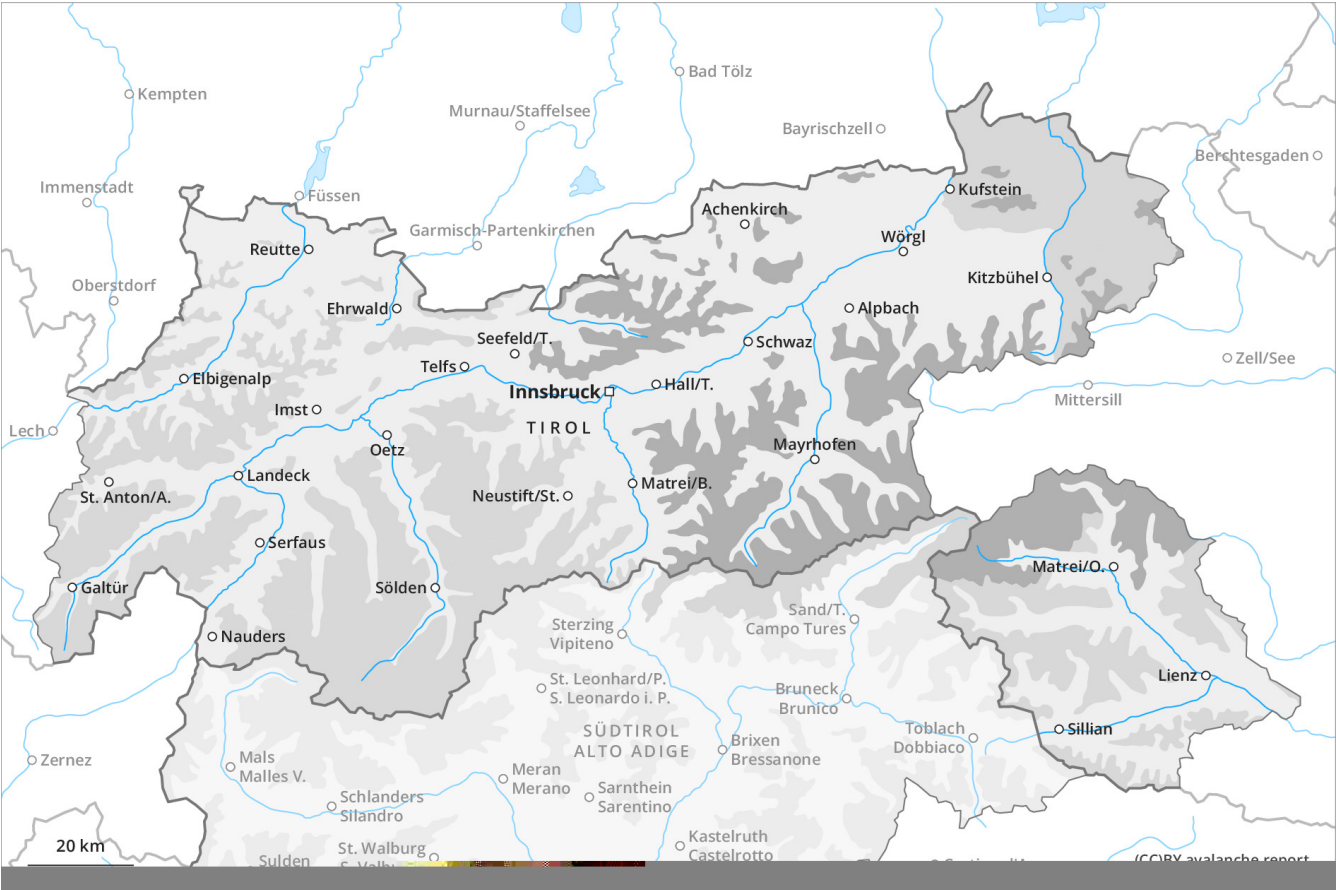 Kempten
Bad Tölz
Murnau/Staffelsee
Bayrischzell
Berchtesgaden
Immenstadt
Füssen
Kufstein
Achenkirch
Garmisch-Partenkirchen
Reutte
Wörgl
Kitzbühel
Oberstdorf
Ehrwald
Alpbach
Seefeld/T.
Schwaz
Zell/See
Telfs
Elbigenalp
Innsbruck
Hall/T.
Mittersill
Imst
TIROL
Lech
Oetz
Mayrhofen
Landeck
St. Anton/A.
Neustift/St.
Matrei/B.
Serfaus
Galtür
Sölden
Matrei/O.
Sand/T.
Campo Tures
Sterzing
Vipiteno
Nauders
St. Leonhard/P.
S. Leonardo i. P.
Bruneck
Brunico
Lienz
SÜDTIROL
ALTO ADIGE
Toblach
Dobbiaco
Sillian
Brixen
Bressanone
Zernez
Mals
Malles V.
Meran
Merano
Sarnthein
Sarentino
Schlanders
Silandro
Kastelruth
Castelrotto
20 km
St. Walburg
Sulden
(CC)BY avalanche.report